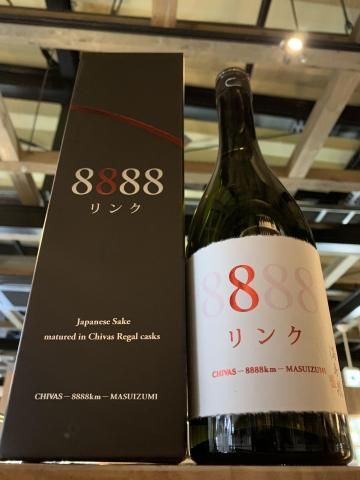 8888
リンク
Japanese Sake
matured in Chivas Regal casks
CHIVAS－8888km－MASUIZUMI
8888
リンク
CHIVAS－8888km－MASUIZUMI